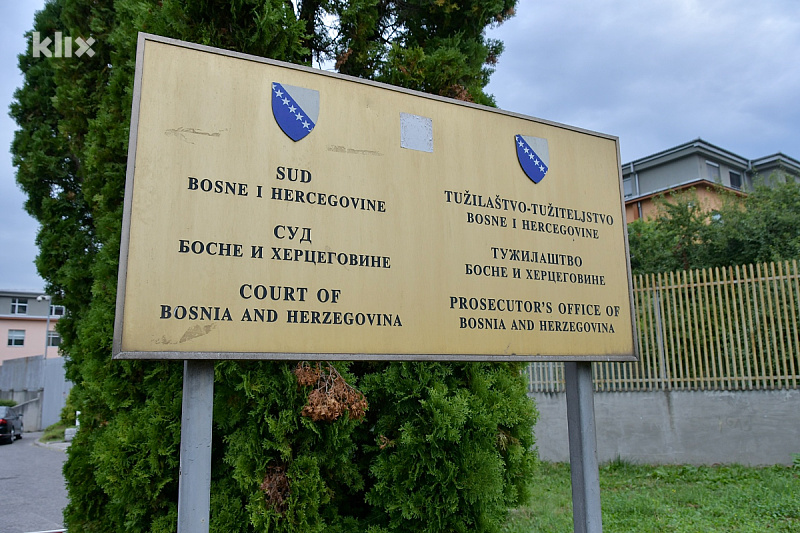 klix
SUD
BOSNE I HERCEGOVINE
СУД
БОСНЕ И ХЕРЦЕГОВИНЕ
COURT OF
BOSNIA AND HERZEGOVINA
TUŽILAŠTVO-TUŽITELJSTVO
BOSNE I HERCEGOVINE
ТУЖИЛАШТВО
БОСНЕ И ХЕРЦЕГОВИНЕ
PROSECUTOR'S OFFICE OF
BOSNIA AND HERZEGOVINA